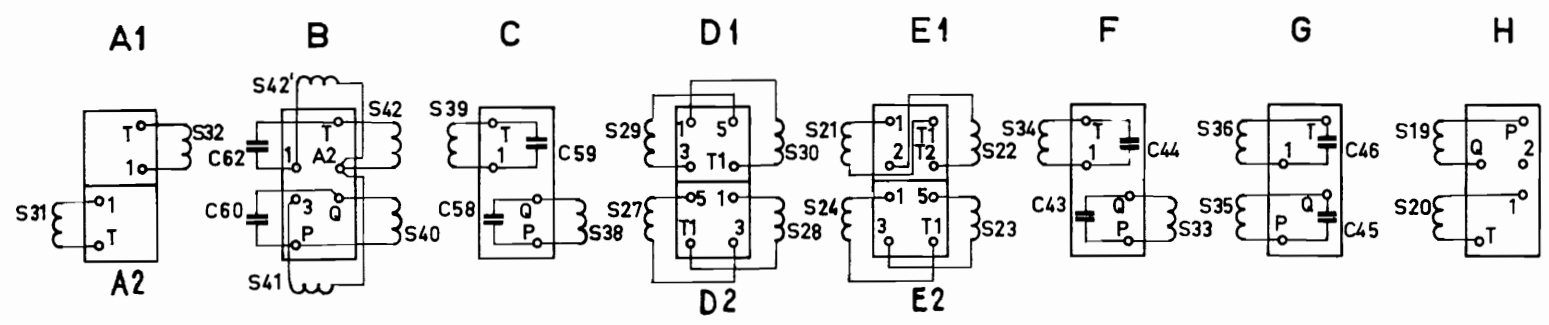 A1 B C D1 E1 F G H
S42'
S32 S42 S39 S29 S30 S21 S22 S34 S36 S19
T 1
C62 T A2 1
T 1 C59
1 5 3 T1
1 T1 2 T2
T 1 C44
T 1 C46
P Q 2
S31 1 T
C60 3 Q P S40
C58 Q P S38
S27 5 1 T1 3 S28
S24 1 5 3 T1 S23
C43 Q P S33
S35 Q P C45
S20 1 T
S41
A2 D2 E2